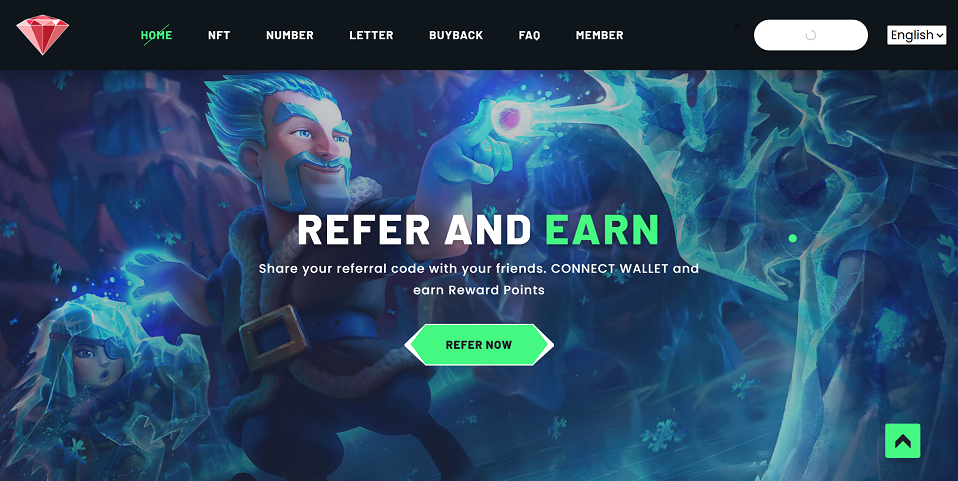 HOME
NFT
NUMBER
LETTER
BUYBACK
FAQ
MEMBER
English
REFER AND EARN
Share your referral code with your friends. CONNECT WALLET and
earn Reward Points
REFER NOW